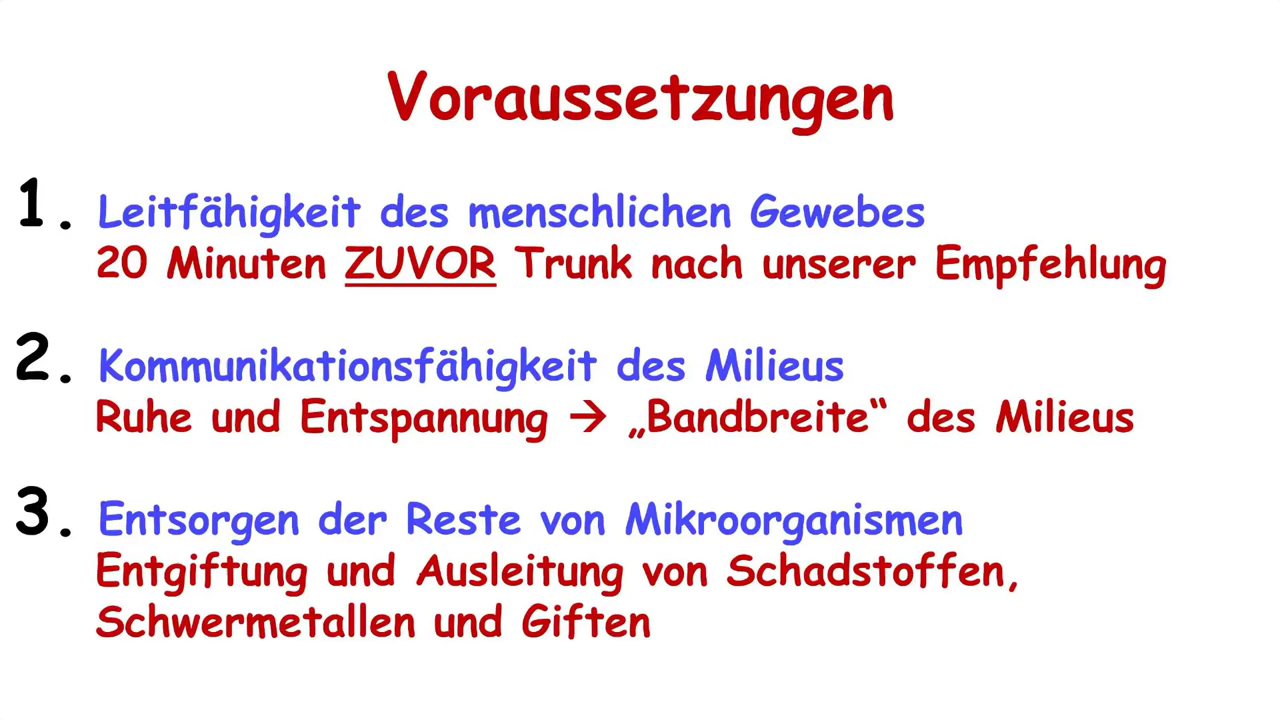 Voraussetzungen
1. Leitfähigkeit des menschlichen Gewebes
20 Minuten ZUVOR Trunk nach unserer Empfehlung
2. Kommunikationsfähigkeit des Milieus
Ruhe und Entspannung → „Bandbreite“ des Milieus
3. Entsorgen der Reste von Mikroorganismen
Entgiftung und Ausleitung von Schadstoffen,
Schwermetallen und Giften